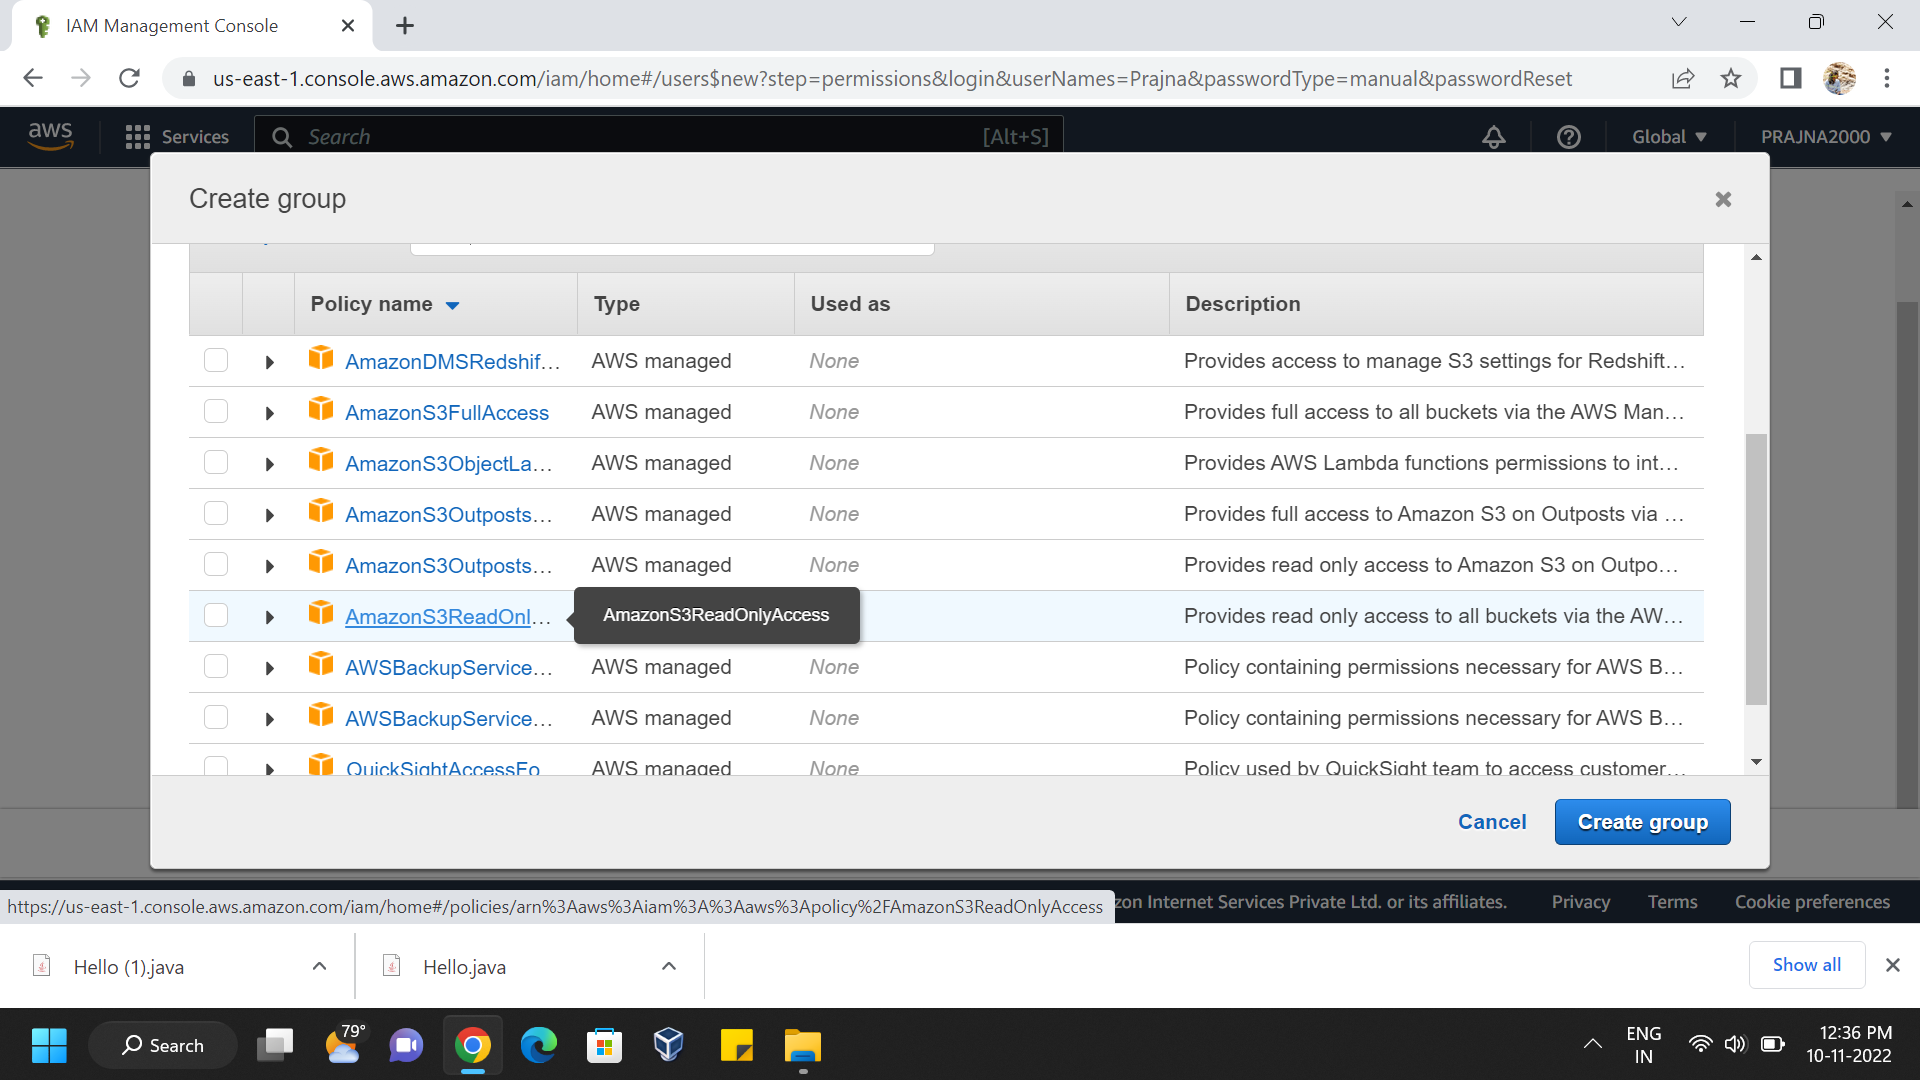 IAM Management Console
us-east-1.console.aws.amazon.com/iam/home#/users$new?step=permissions&login&userNames=Prajna&passwordType=manual&passwordReset
aws Services Search [Alt+S] Global PRAJNA2000
Create group
Policy name Type Used as Description
AmazonDMSRedshif... AWS managed None Provides access to manage S3 settings for Redshift...
AmazonS3FullAccess AWS managed None Provides full access to all buckets via the AWS Man...
AmazonS3ObjectLa... AWS managed None Provides AWS Lambda functions permissions to int...
AmazonS3Outposts... AWS managed None Provides full access to Amazon S3 on Outposts via ...
AmazonS3Outposts... AWS managed None Provides read only access to Amazon S3 on Outpo...
AmazonS3ReadOnl... AmazonS3ReadOnlyAccess Provides read only access to all buckets via the AW...
AWSBackupService... AWS managed None Policy containing permissions necessary for AWS B...
AWSBackupService... AWS managed None Policy containing permissions necessary for AWS B...
QuickSightAccessFo AWS managed None Policy used by QuickSight team to access customer...
Cancel Create group
https://us-east-1.console.aws.amazon.com/iam/home#/policies/arn%3Aaws%3Aiam%3A%3Aaws%3Apolicy%2FAmazonS3ReadOnlyAccess zon Internet Services Private Ltd. or its affiliates. Privacy Terms Cookie preferences
Hello (1).java Hello.java Show all
Search 79° ENG IN 12:36 PM
10-11-2022